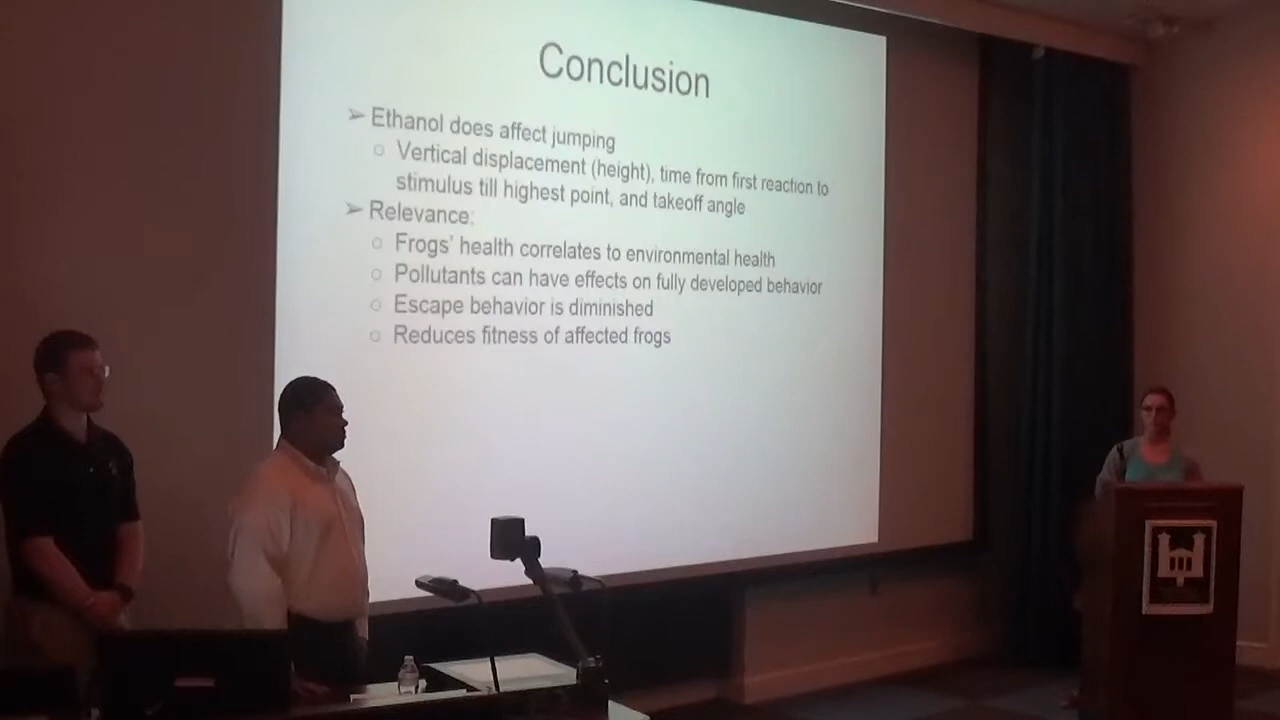 Conclusion
➢ Ethanol does affect jumping
○ Vertical displacement (height), time from first reaction to
stimulus till highest point, and takeoff angle
➢ Relevance:
○ Frogs' health correlates to environmental health
○ Pollutants can have effects on fully developed behavior
○ Escape behavior is diminished
○ Reduces fitness of affected frogs